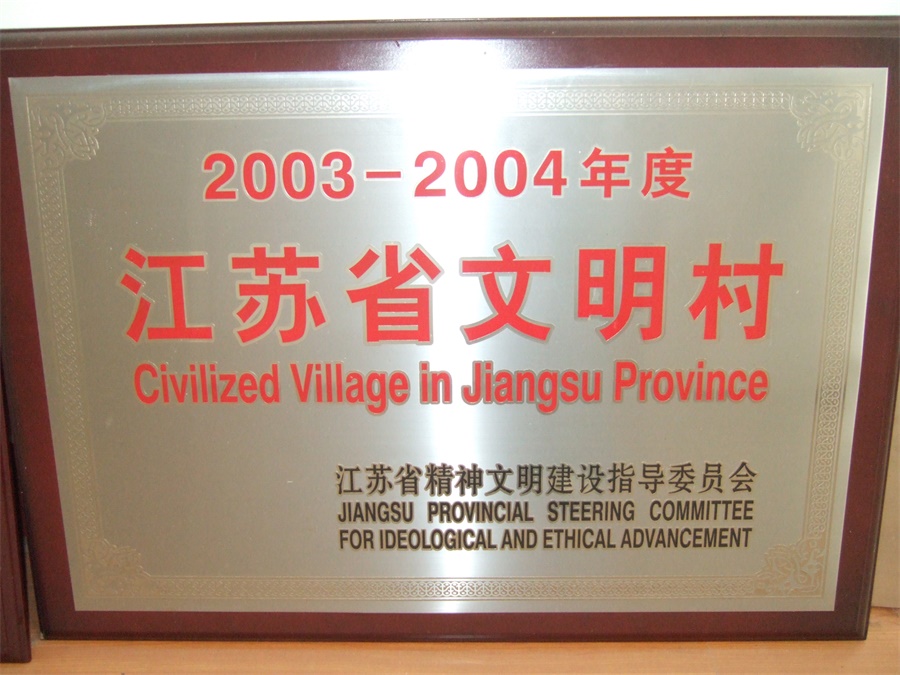 2003－2004年度
江苏省文明村
Civilized Village in Jiangsu Province
江苏省精神文明建设指导委员会
JIANGSU PROVINCIAL STEERING COMMITTEE
FOR IDEOLOGICAL AND ETHICAL ADVANCEMENT